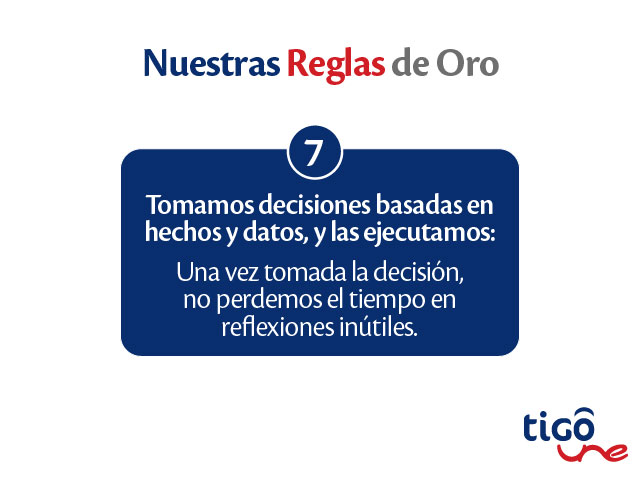 Nuestras Reglas de Oro
7
Tomamos decisiones basadas en
hechos y datos, y las ejecutamos:
Una vez tomada la decisión,
no perdemos el tiempo en
reflexiones inútiles.
tigo
une